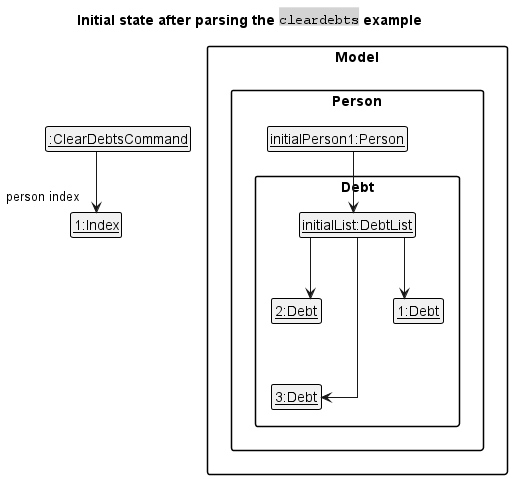 Initial state after parsing the cleardebts example
Model
Person
:ClearDebtsCommand
initialPerson1:Person
person index
Debt
1:Index
initialList:DebtList
2:Debt
1:Debt
3:Debt